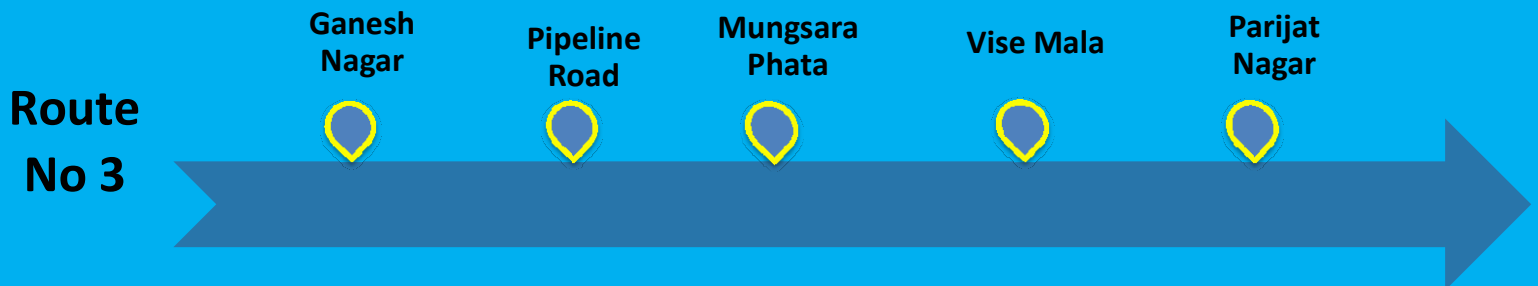 Route
No 3
Ganesh
Nagar
Pipeline
Road
Mungsara
Phata
Vise Mala
Parijat
Nagar